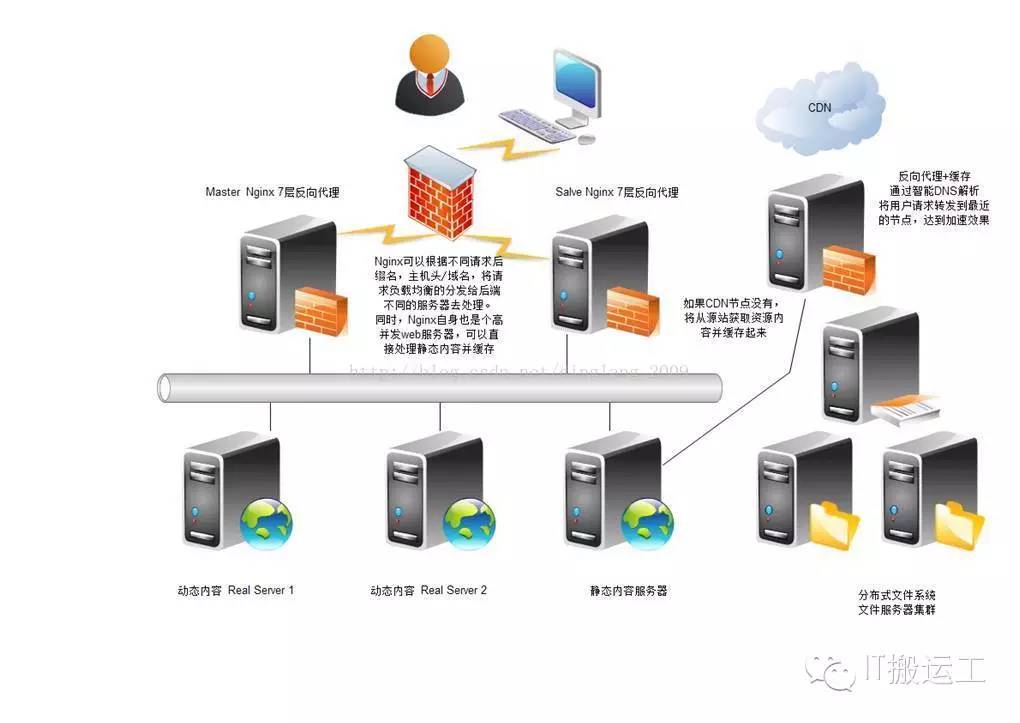 CDN
Master Nginx 7层反向代理
Salve Nginx 7层反向代理
反向代理+缓存
通过智能DNS解析
将用户请求转发到最近
的节点，达到加速效果
Nginx可以根据不同请求后
缀名，主机头/域名，将请
求负载均衡的分发给后端
不同的服务器去处理。
同时，Nginx自身也是个高
并发web服务器，可以直
接处理静态内容并缓存
如果CDN节点没有，
将从源站获取资源内
容并缓存起来
http://blog.csdn.net/qinglang_2009
动态内容 Real Server 1
动态内容 Real Server 2
静态内容服务器
分布式文件系统
文件服务器集群
IT搬运工